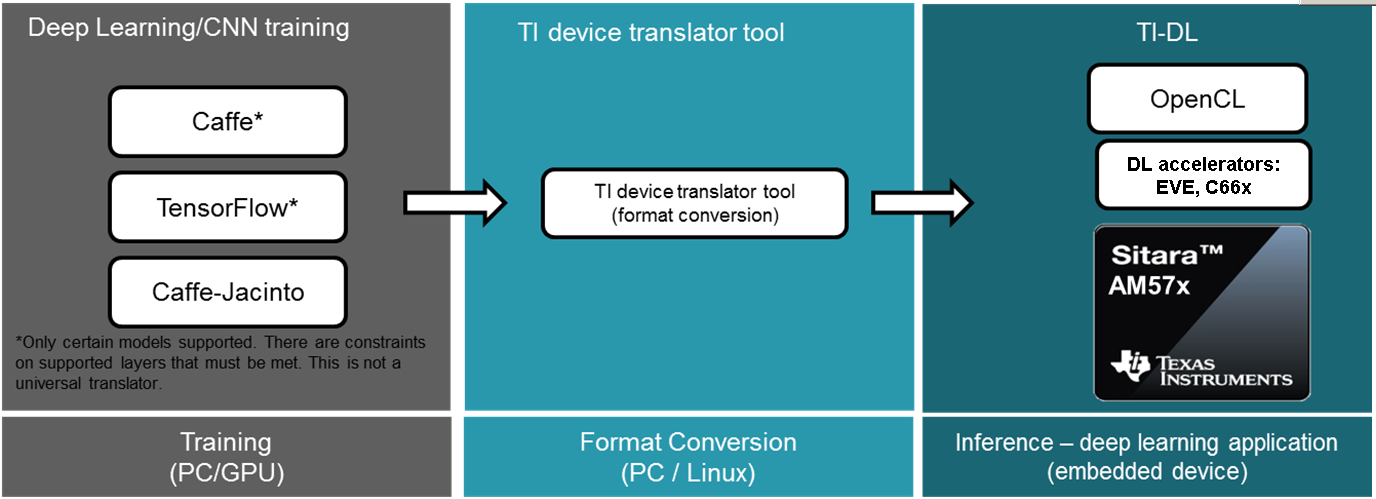 Deep Learning/CNN training
Caffe*
TensorFlow*
Caffe-Jacinto
*Only certain models supported. There are constraints
on supported layers that must be met. This is not a
universal translator.
Training
(PC/GPU)
TI device translator tool
TI device translator tool
(format conversion)
Format Conversion
(PC / Linux)
TI-DL
OpenCL
DL accelerators:
EVE, C66x
Sitara™
AM57x
TEXAS
INSTRUMENTS
Inference – deep learning application
(embedded device)